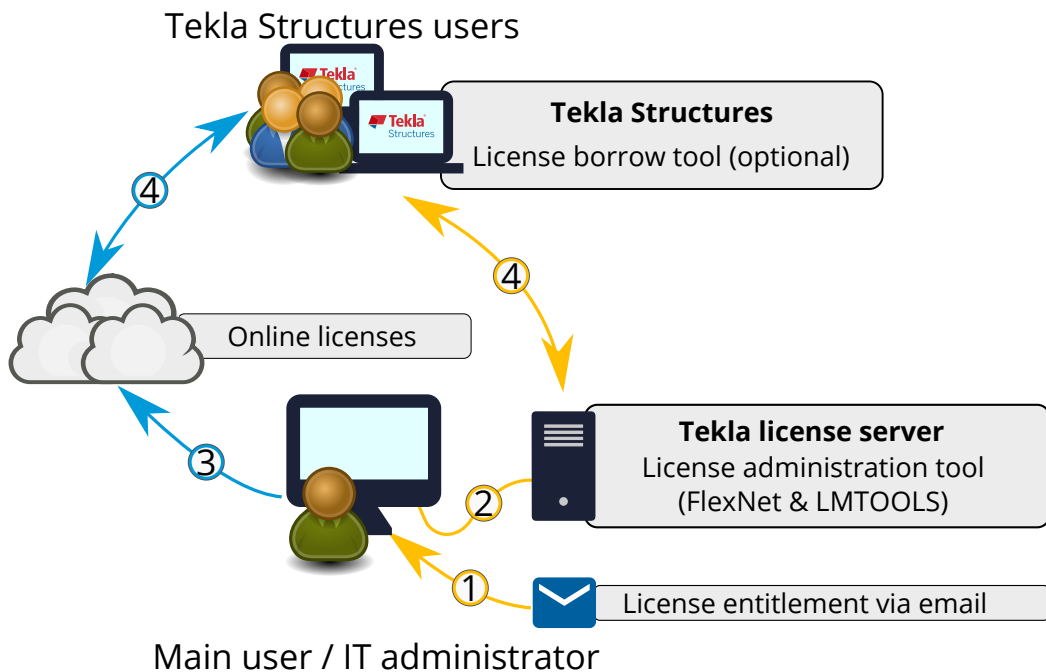 Tekla Structures users
Tekla
Structures
Tekla
Structures
Tekla Structures
License borrow tool (optional)
4
4
Online licenses
Tekla license server
License administration tool
(FlexNet & LMTOOLS)
3
2
1
License entitlement via email
Main user / IT administrator